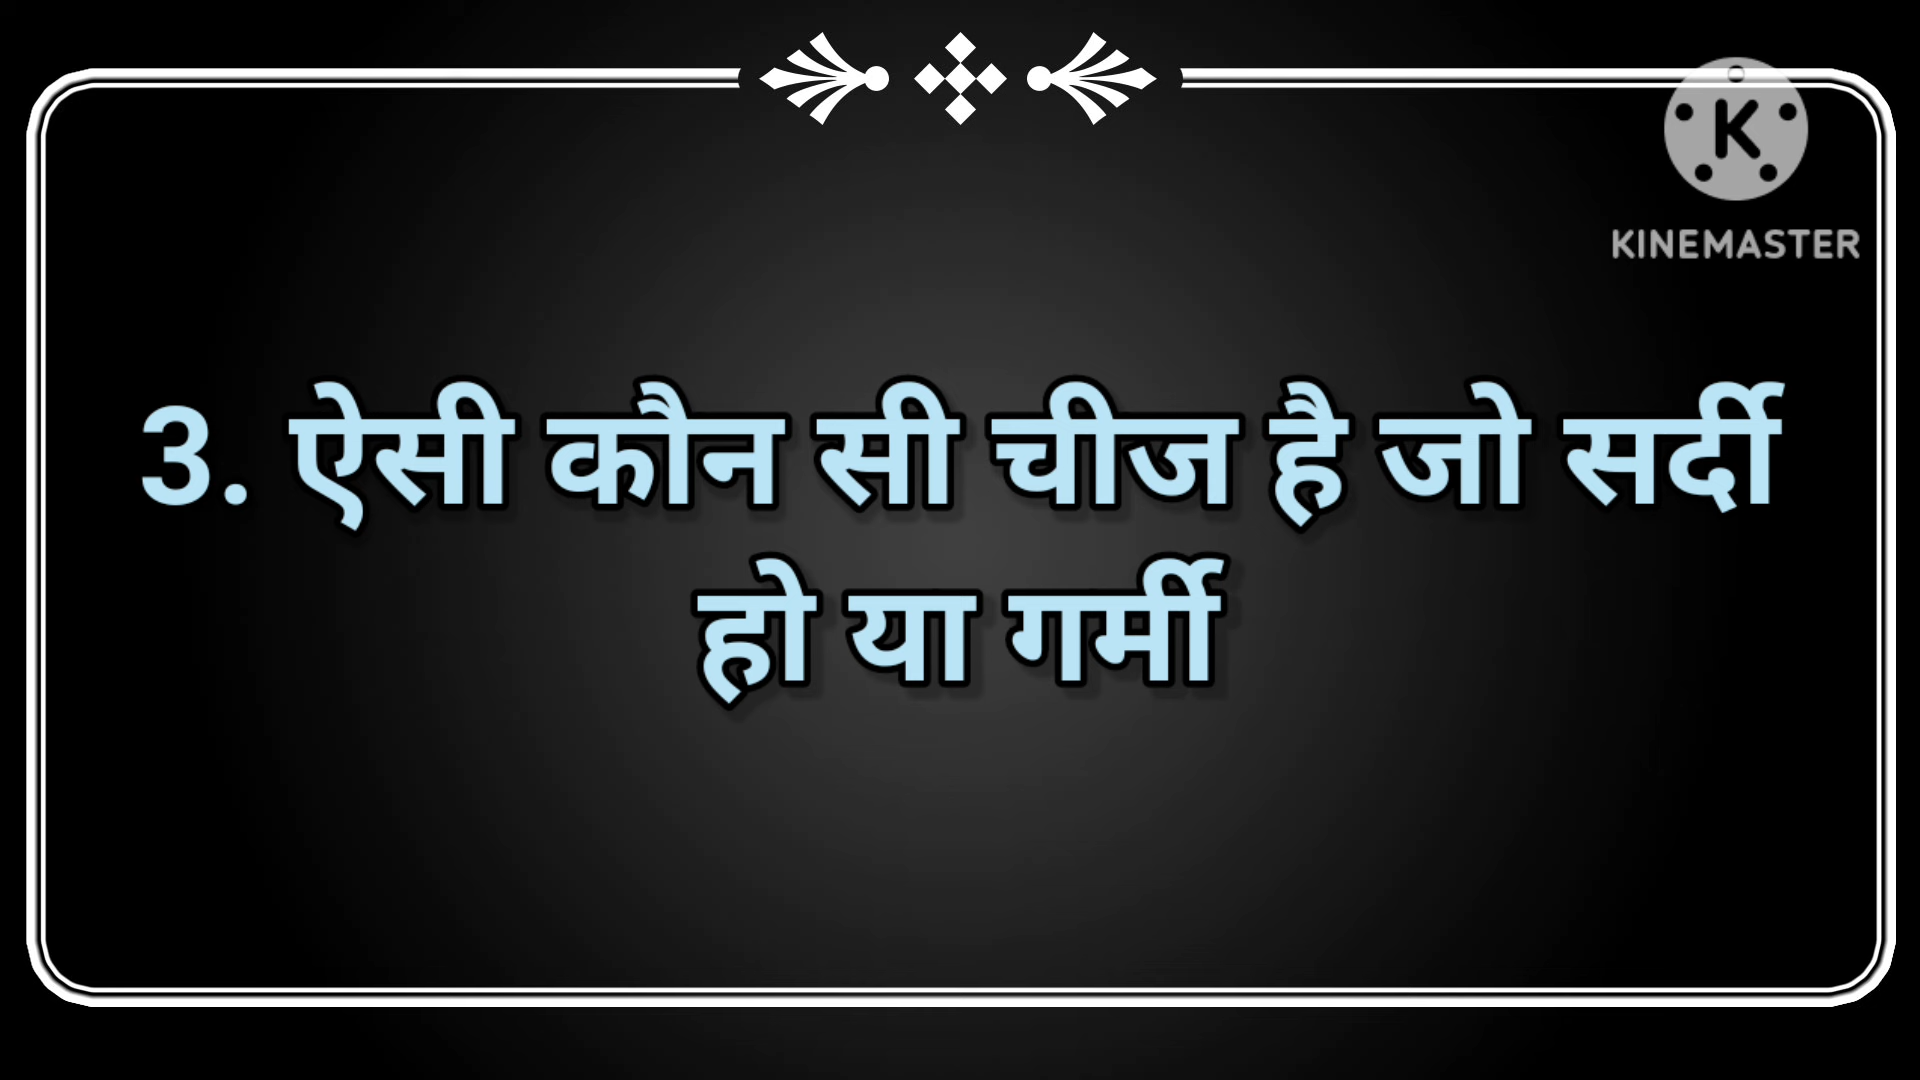 KINEMASTER
3. ऐसी कौन सी चीज है जो सर्दी
हो या गर्मी